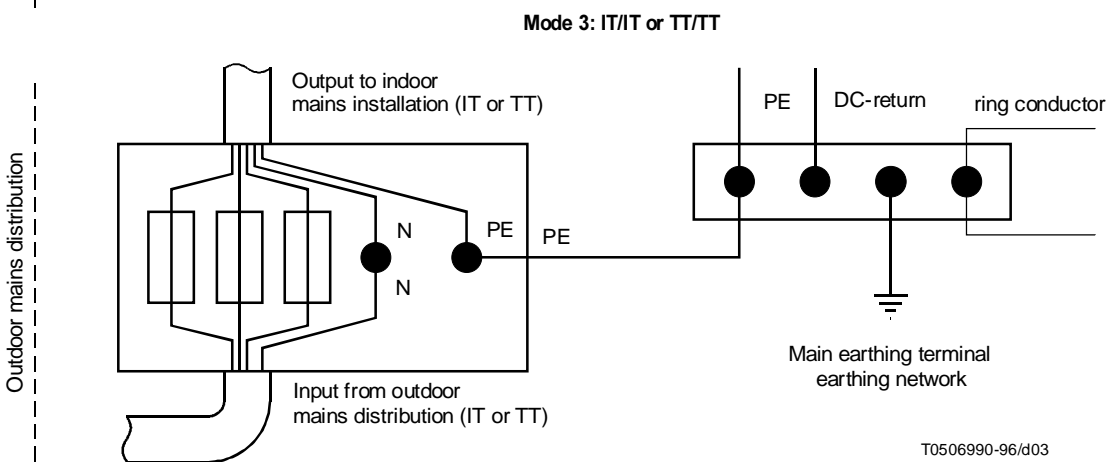 Mode 3: IT/IT or TT/TT
Output to indoor
mains installation (IT or TT)
PE
DC-return
ring conductor
Outdoor mains distribution
N
PE
PE
N
Input from outdoor
mains distribution (IT or TT)
Main earthing terminal
earthing network
T0506990-96/d03